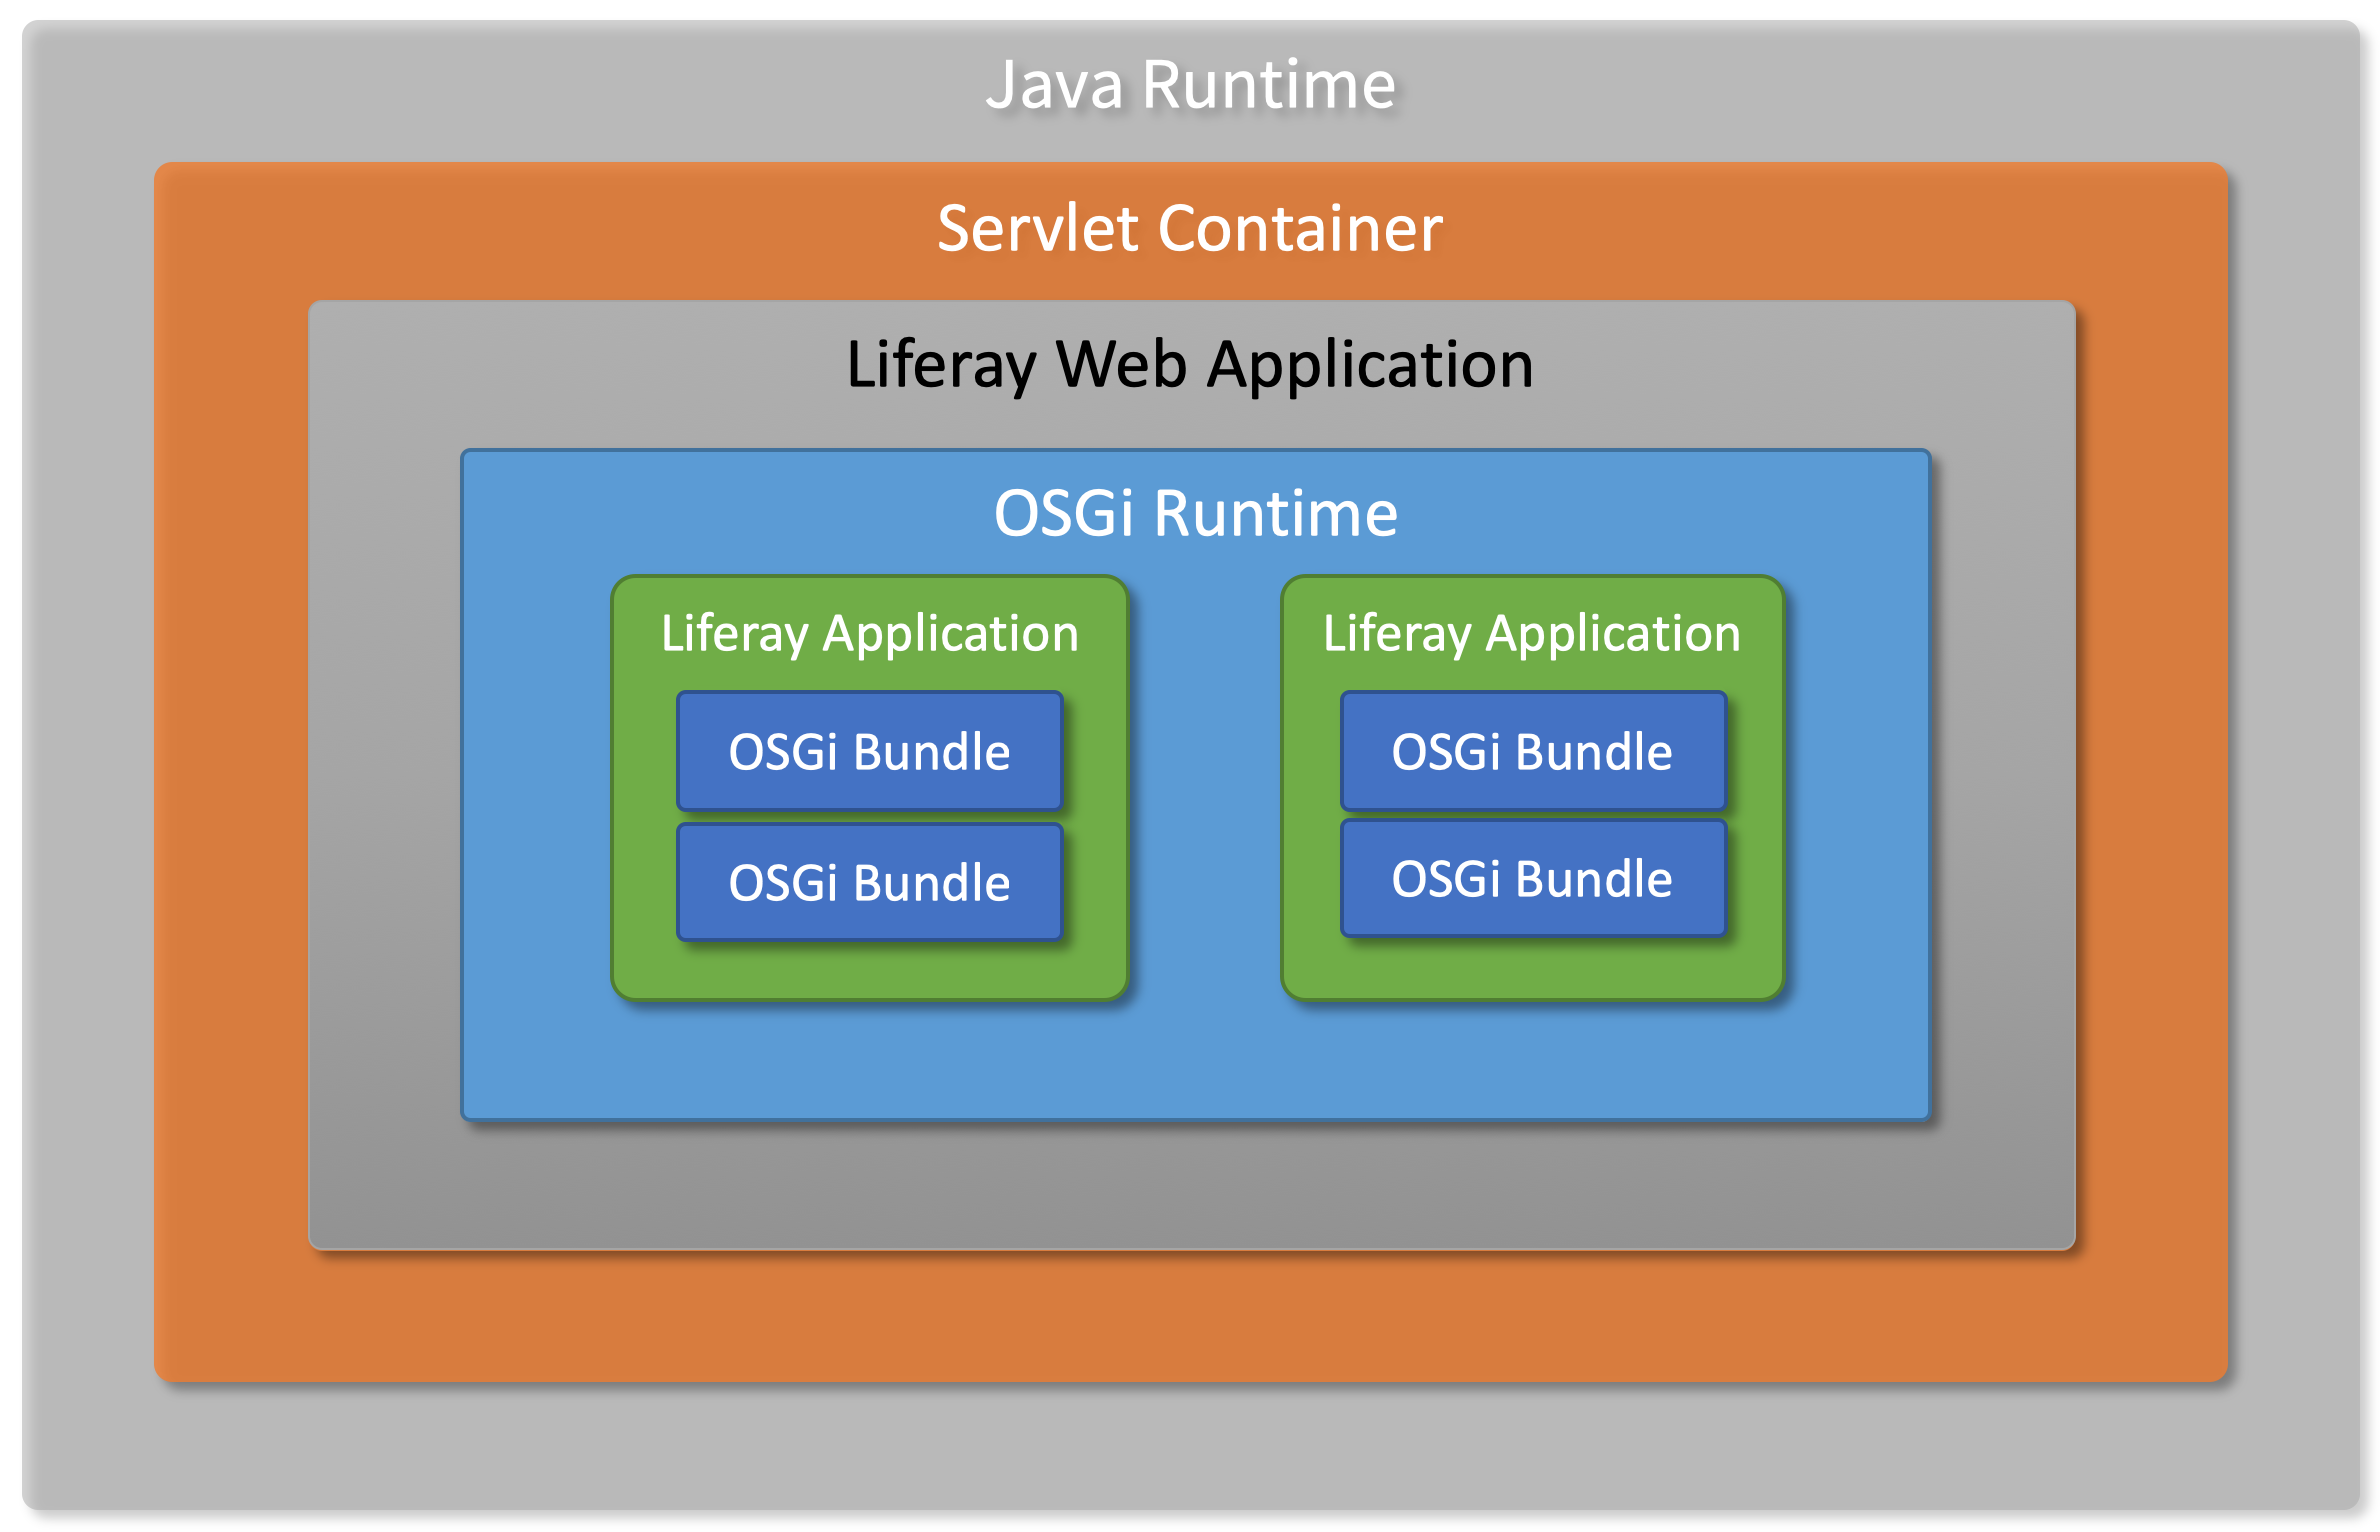 Java Runtime
Servlet Container
Liferay Web Application
OSGi Runtime
Liferay Application
OSGi Bundle
OSGi Bundle
Liferay Application
OSGi Bundle
OSGi Bundle